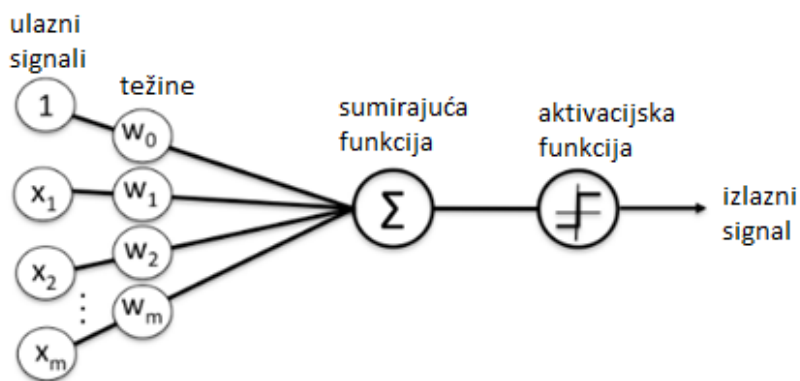 ulazni
signali
težine
1
w₀
x₁
w₁
x₂
w₂
⋮
xₘ
wₘ
sumirajuća
funkcija
Σ
aktivacijska
funkcija
izlazni
signal